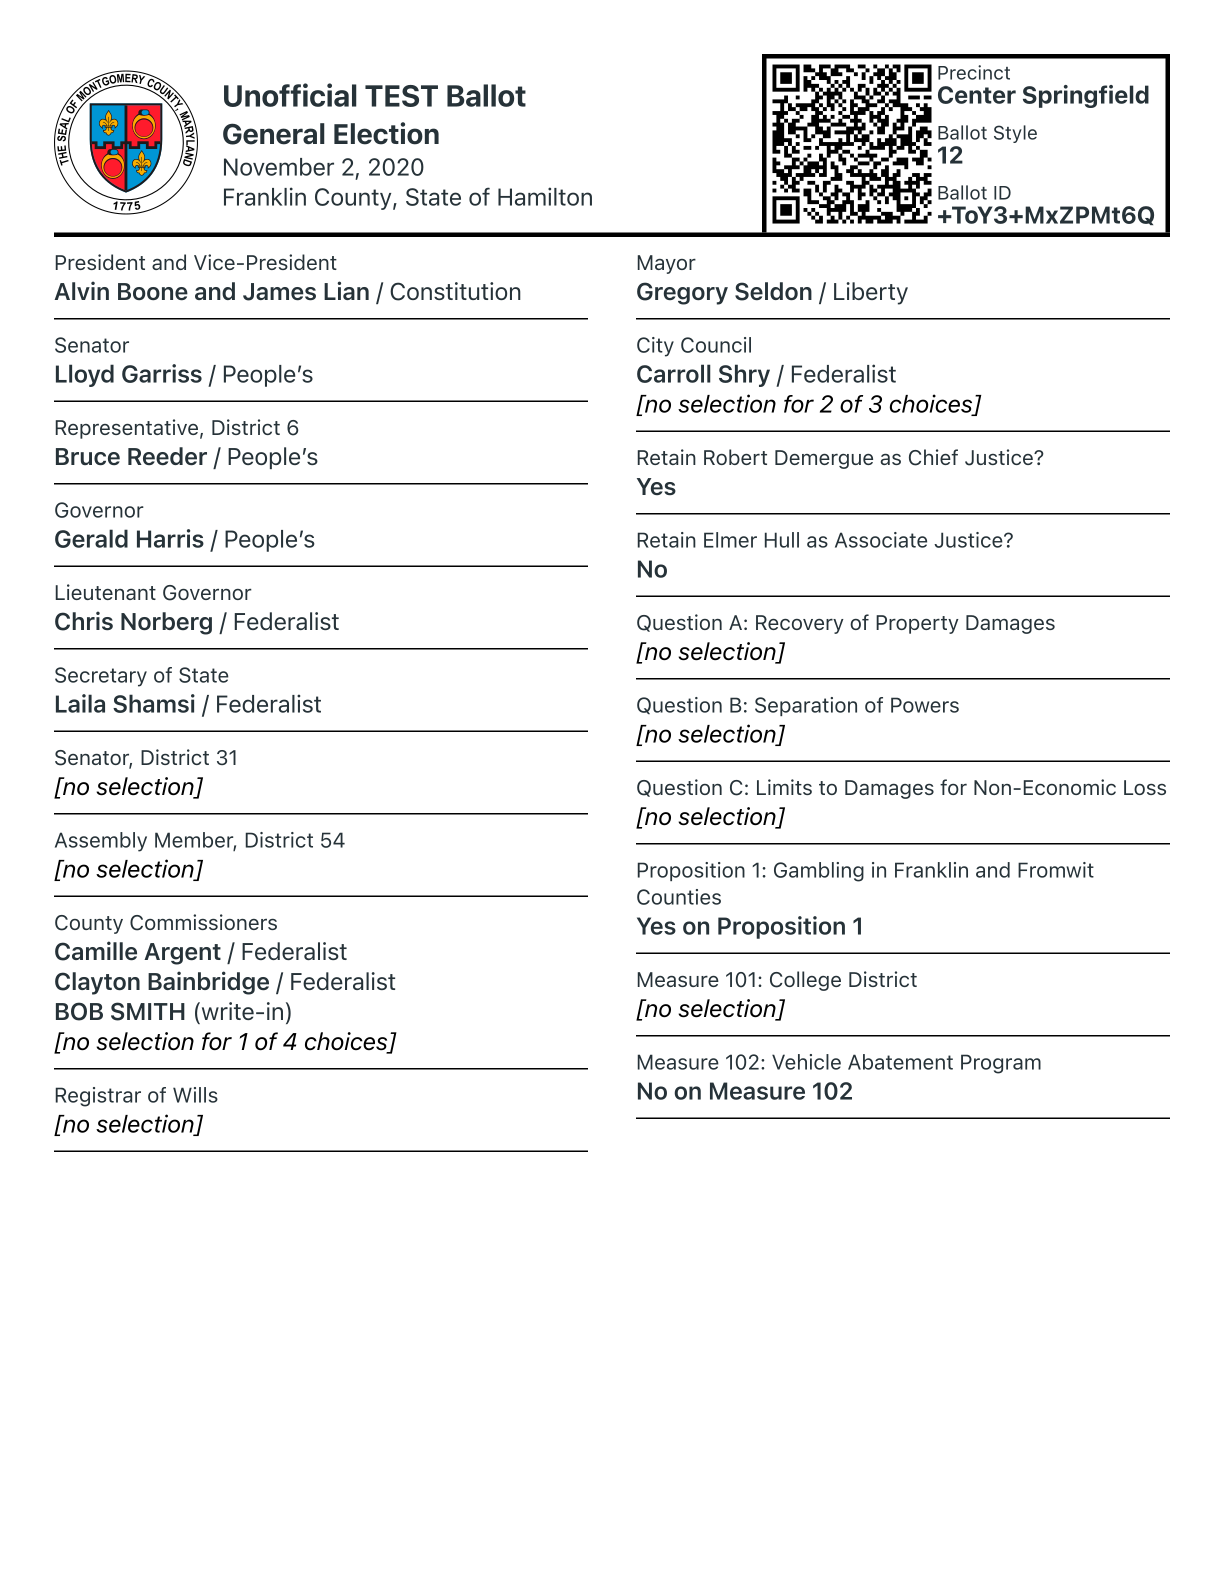 THE SEAL OF MONTGOMERY COUNTY, MARYLAND
1775
Unofficial TEST Ballot
General Election
November 2, 2020
Franklin County, State of Hamilton
Precinct
Center Springfield
Ballot Style
12
Ballot ID
+ToY3+MxZPMt6Q
President and Vice-President
Alvin Boone and James Lian / Constitution
Senator
Lloyd Garriss / People’s
Representative, District 6
Bruce Reeder / People’s
Governor
Gerald Harris / People’s
Lieutenant Governor
Chris Norberg / Federalist
Secretary of State
Laila Shamsi / Federalist
Senator, District 31
[no selection]
Assembly Member, District 54
[no selection]
County Commissioners
Camille Argent / Federalist
Clayton Bainbridge / Federalist
BOB SMITH (write-in)
[no selection for 1 of 4 choices]
Registrar of Wills
[no selection]
Mayor
Gregory Seldon / Liberty
City Council
Carroll Shry / Federalist
[no selection for 2 of 3 choices]
Retain Robert Demergue as Chief Justice?
Yes
Retain Elmer Hull as Associate Justice?
No
Question A: Recovery of Property Damages
[no selection]
Question B: Separation of Powers
[no selection]
Question C: Limits to Damages for Non-Economic Loss
[no selection]
Proposition 1: Gambling in Franklin and Fromwit
Counties
Yes on Proposition 1
Measure 101: College District
[no selection]
Measure 102: Vehicle Abatement Program
No on Measure 102